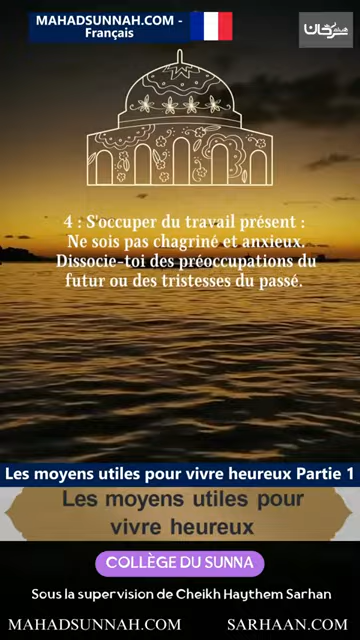 MAHADSUNNAH.COM -
Français
4 : S'occuper du travail présent :
Ne sois pas chagriné et anxieux.
Dissocie-toi des préoccupations du
futur ou des tristesses du passé.
Les moyens utiles pour vivre heureux Partie 1
Les moyens utiles pour
vivre heureux
COLLÈGE DU SUNNA
Sous la supervision de Cheikh Haythem Sarhan
MAHADSUNNAH.COM SARHAAN.COM